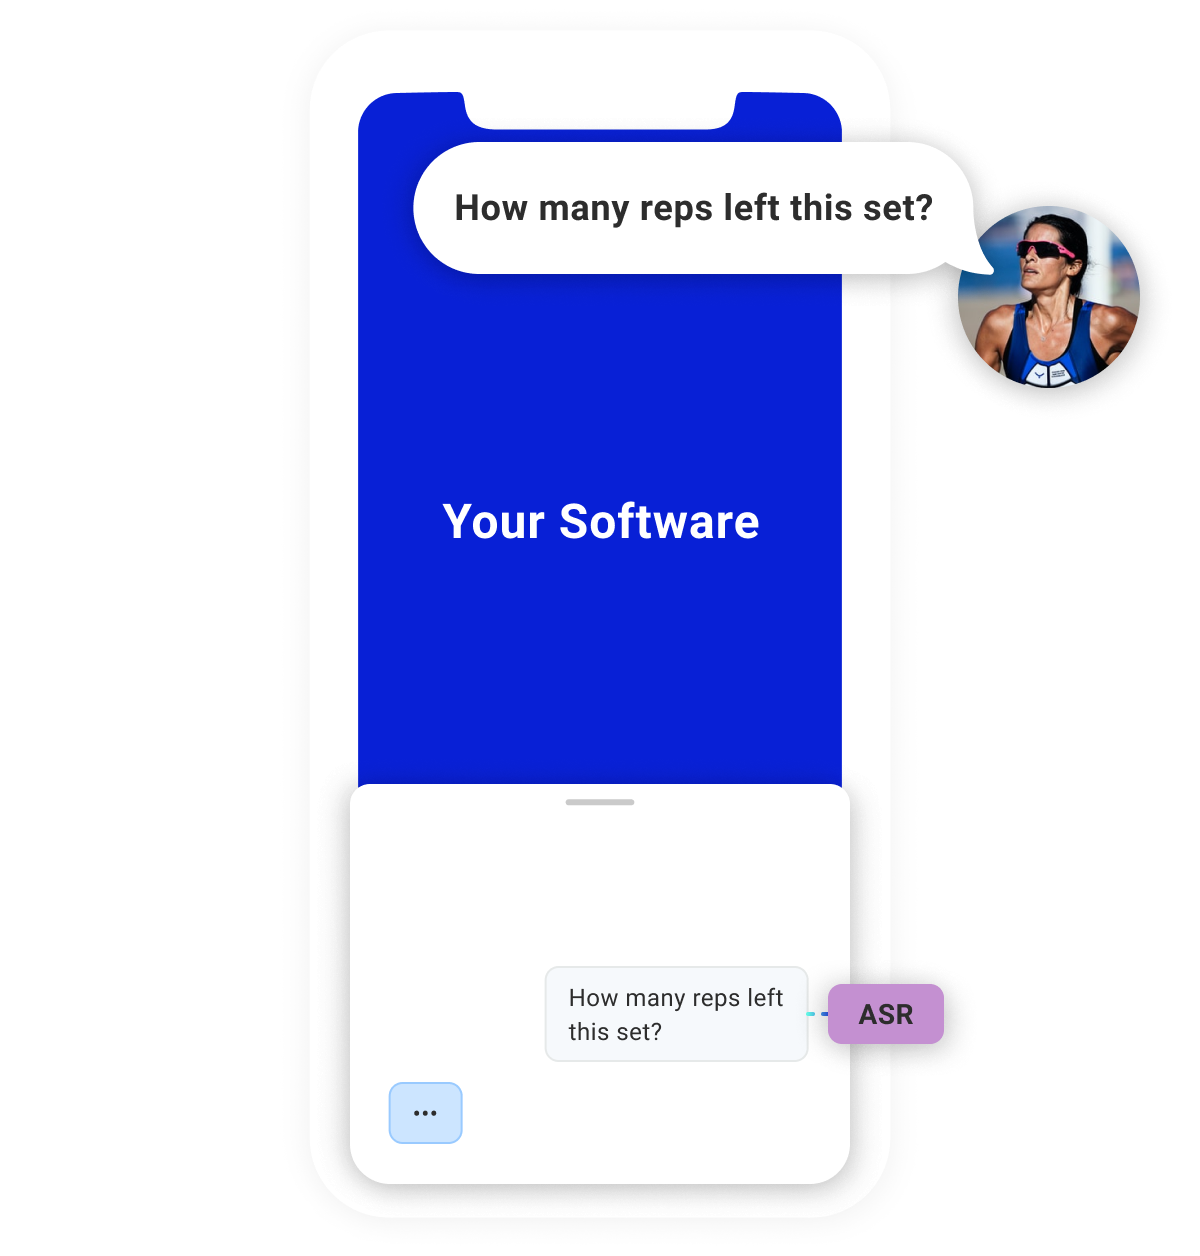 How many reps left this set?
Your Software
How many reps left
this set?
ASR
...